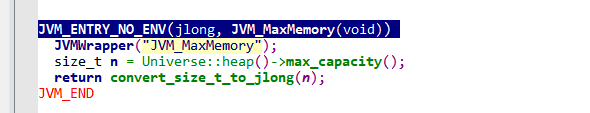 JVM_ENTRY_NO_ENV(jlong, JVM_MaxMemory(void))
  JVMWrapper("JVM_MaxMemory");
  size_t n = Universe::heap()->max_capacity();
  return convert_size_t_to_jlong(n);
JVM_END